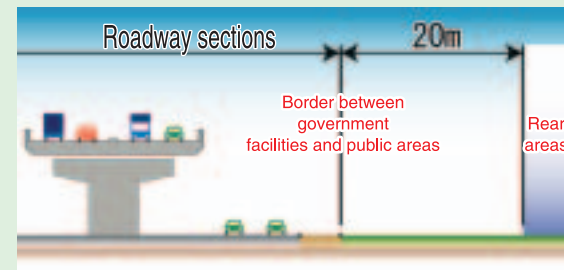 Roadway sections
20m
Border between
government
facilities and public areas
Rear
areas